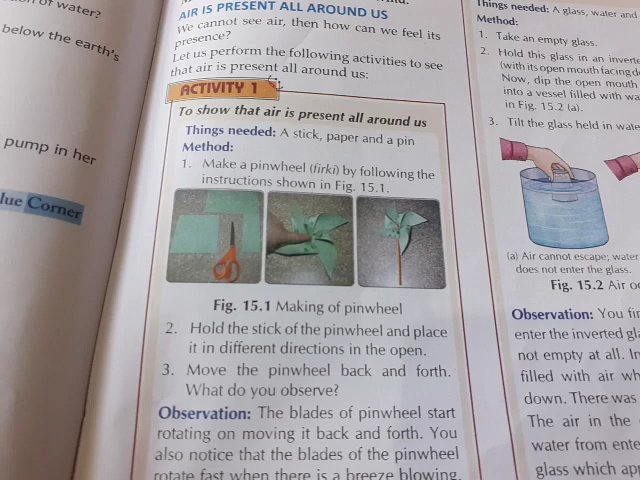 of water?
below the earth's
pump in her
lue Corner
AIR IS PRESENT ALL AROUND US
We cannot see air, then how can we feel its
presence?
Let us perform the following activities to see
that air is present all around us:
ACTIVITY 1
To show that air is present all around us
Things needed: A stick, paper and a pin
Method:
1. Make a pinwheel (firki) by following the
instructions shown in Fig. 15.1.
Fig. 15.1 Making of pinwheel
2. Hold the stick of the pinwheel and place
it in different directions in the open.
3. Move the pinwheel back and forth.
What do you observe?
Observation: The blades of pinwheel start
rotating on moving it back and forth. You
also notice that the blades of the pinwheel
rotate fast when there is a breeze blowing.
Things needed: A glass, water and
Method:
1. Take an empty glass.
2. Hold this glass in an inverte
(with its open mouth facing d
Now, dip the open mouth
into a vessel filled with wa
in Fig. 15.2 (a).
3. Tilt the glass held in wate
(a) Air cannot escape; water
does not enter the glass.
Fig. 15.2 Air o
Observation: You fin
enter the inverted gla
not empty at all. In
filled with air wh
down. There was
The air in the
water from ente
glass which app